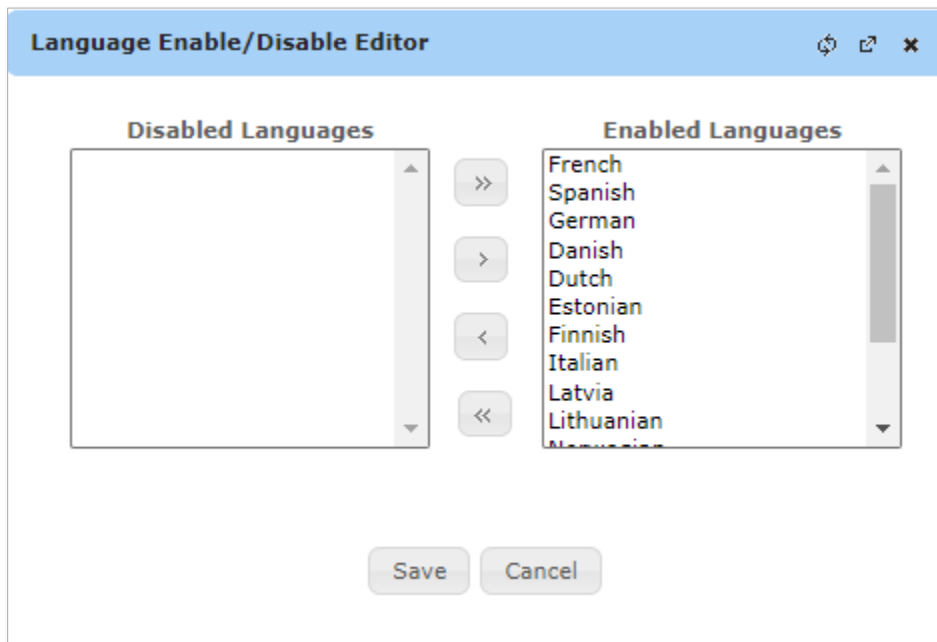 Language Enable/Disable Editor
Disabled Languages
Enabled Languages
French
Spanish
German
Danish
Dutch
Estonian
Finnish
Italian
Latvia
Lithuanian
Norwegian
Save
Cancel